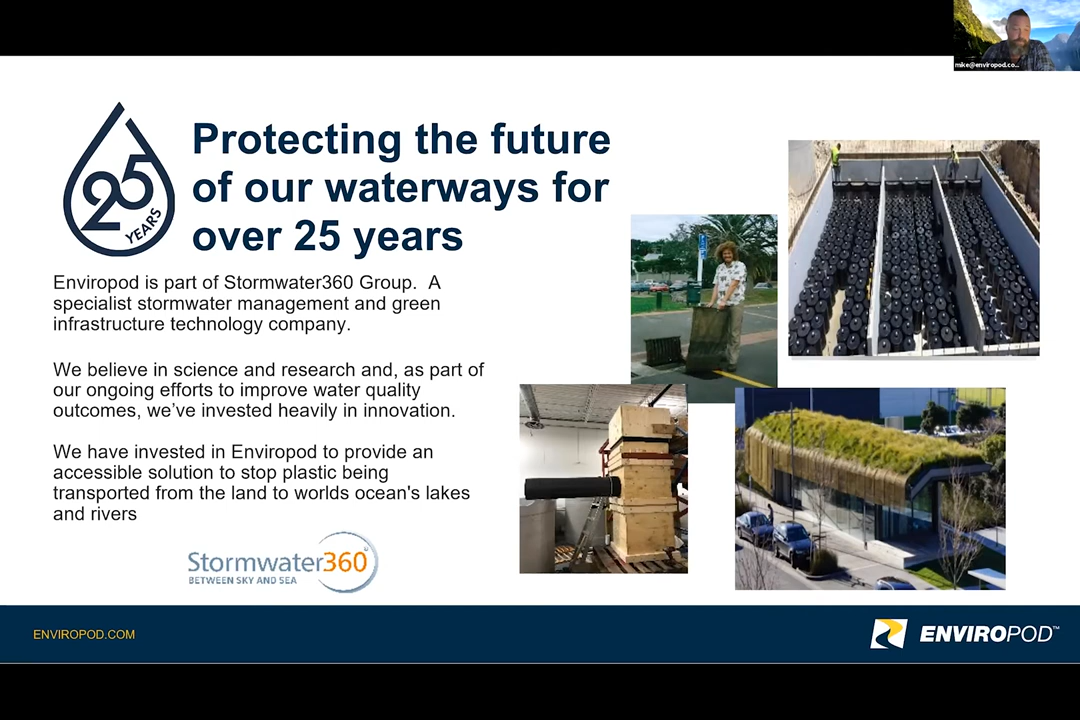 mike@enviropod.co...
25
YEARS
Protecting the future
of our waterways for
over 25 years
Enviropod is part of Stormwater360 Group.  A
specialist stormwater management and green
infrastructure technology company.
We believe in science and research and, as part of
our ongoing efforts to improve water quality
outcomes, we've invested heavily in innovation.
We have invested in Enviropod to provide an
accessible solution to stop plastic being
transported from the land to worlds ocean's lakes
and rivers
Stormwater360
BETWEEN SKY AND SEA
ENVIROPOD.COM
ENVIROPOD™